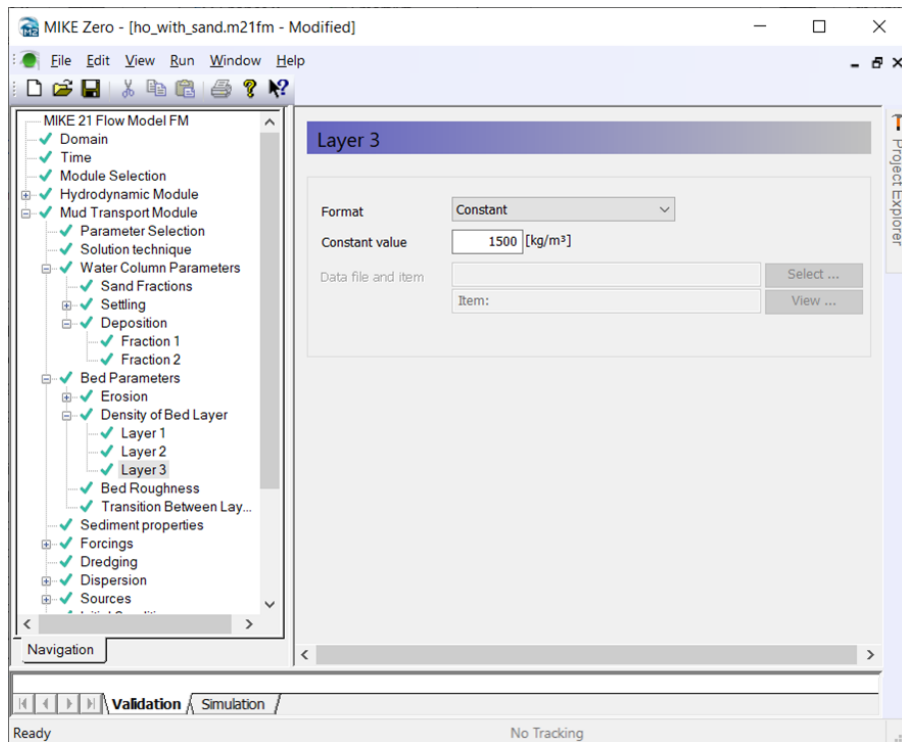 MIKE Zero - [ho_with_sand.m21fm - Modified]
File Edit View Run Window Help
MIKE 21 Flow Model FM
Domain
Time
Module Selection
Hydrodynamic Module
Mud Transport Module
Parameter Selection
Solution technique
Water Column Parameters
Sand Fractions
Settling
Deposition
Fraction 1
Fraction 2
Bed Parameters
Erosion
Density of Bed Layer
Layer 1
Layer 2
Layer 3
Bed Roughness
Transition Between Lay...
Sediment properties
Forcings
Dredging
Dispersion
Sources
Navigation
Layer 3
Format Constant
Constant value 1500 [kg/m³]
Data file and item Select ...
Item: View ...
Project Explorer
Validation Simulation
Ready No Tracking